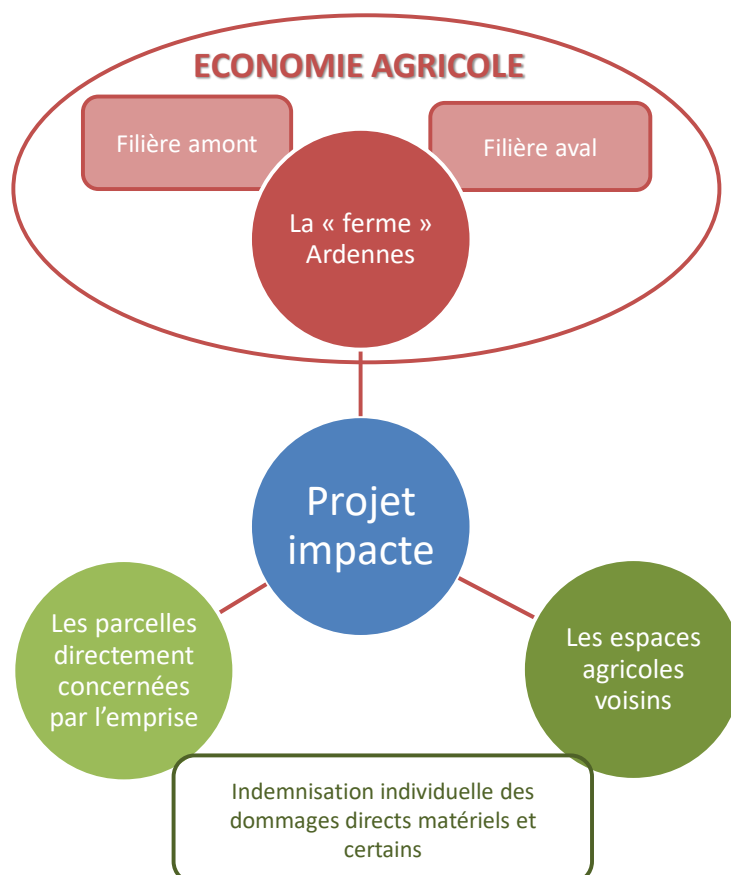 ECONOMIE AGRICOLE
Filière amont
Filière aval
La « ferme »
Ardennes
Projet
impacte
Les parcelles
directement
concernées
par l’emprise
Les espaces
agricoles
voisins
Indemnisation individuelle des
dommages directs matériels et
certains